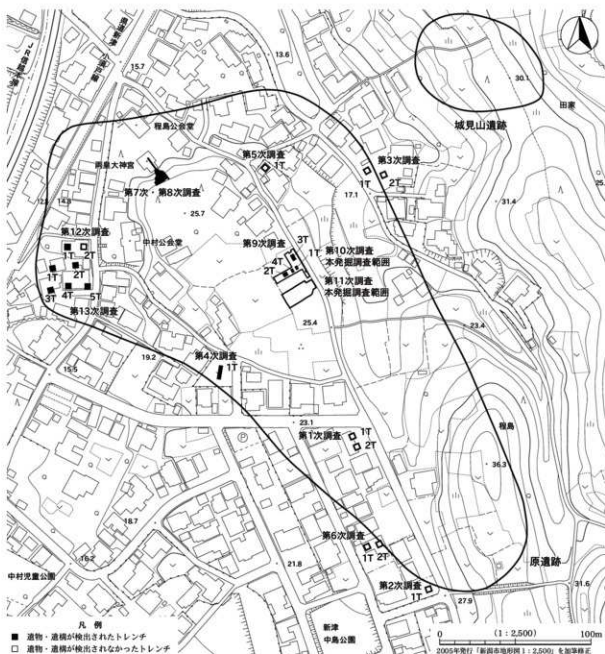 13.6
15.7
30.1
田家
城見山遺跡
程島公会堂
両皇大神宮
第5次調査
1T
第3次調査
1T
2T
17.1
31.4
第7次・第8次調査
25.7
第12次調査
1T 2T
中村公会堂
第9次調査
3T
4T
2T
1T
第10次調査
本発掘調査範囲
第11次調査
本発掘調査範囲
1T
2T
3T
4T
5T
第13次調査
25.4
23.4
19.2
第4次調査
1T
15.5
23.1
第1次調査
1T
2T
程島
36.3
18.7
第6次調査
1T
2T
原遺跡
16.2
21.8
第2次調査
1T
中村児童公園
27.9
31.6
新津
中島公園
凡 例
■ 遺物・遺構が検出されたトレンチ
□ 遺物・遺構が検出されなかったトレンチ
0 (1:2,500) 100m
2005年発行「新潟市地形図1:2,500」を加筆修正